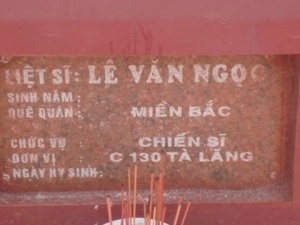 LIỆT SĨ: LÊ VĂN NGỌC
SINH NĂM:
QUÊ QUÁN: MIỀN BẮC
CHỨC VỤ: CHIẾN SĨ
ĐƠN VỊ: C 130 TÀ LĂNG
NGÀY HY SINH: